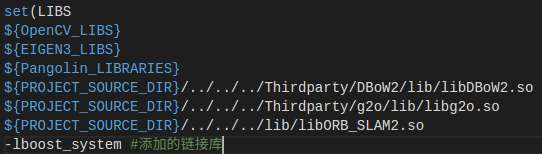 set(LIBS
${OpenCV_LIBS}
${EIGEN3_LIBS}
${Pangolin_LIBRARIES}
${PROJECT_SOURCE_DIR}/../../../Thirdparty/DBoW2/lib/libDBoW2.so
${PROJECT_SOURCE_DIR}/../../../Thirdparty/g2o/lib/libg2o.so
${PROJECT_SOURCE_DIR}/../../../lib/libORB_SLAM2.so
-lboost_system #添加的链接库